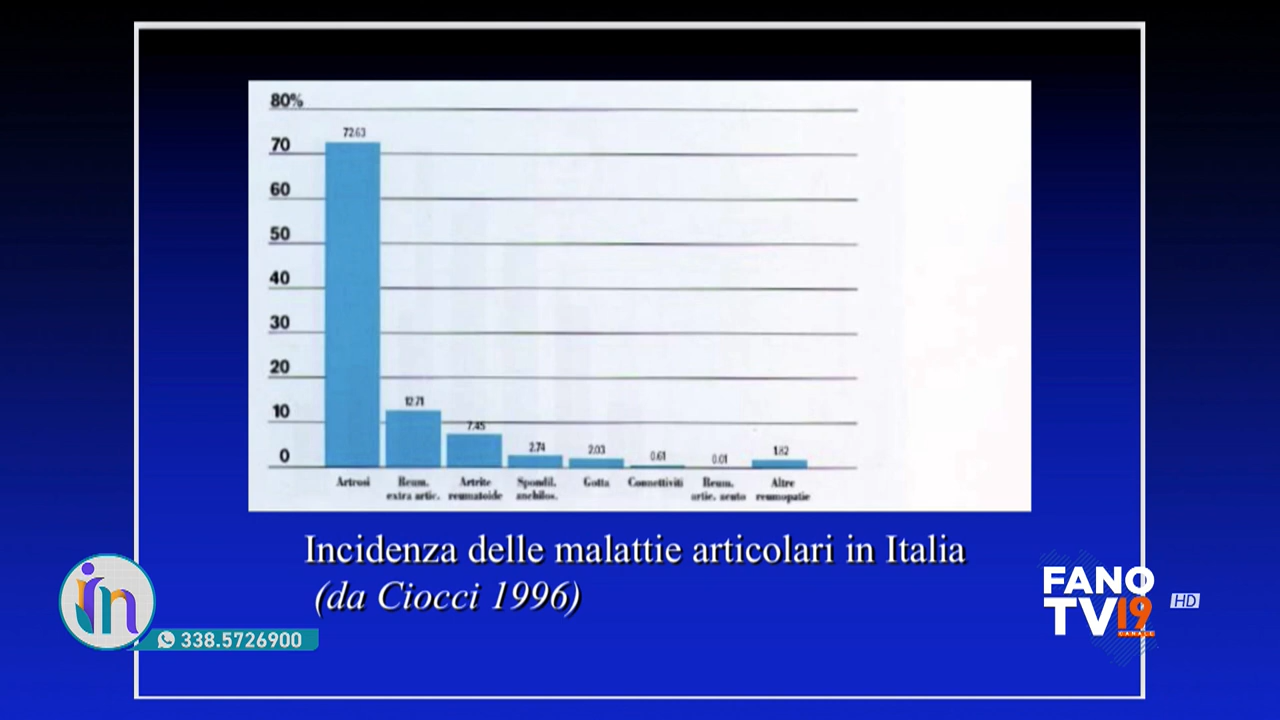 80%
70
60
50
40
30
20
10
0
72.63
12.71
7.45
2.74
2.03
0.61
0.01
1.82
Artrosi
Reum.
extra artic.
Artrite
reumatoide
Spondil.
anchilos.
Gotta
Connettiviti
Reum.
artic. acuto
Altre
reumopatie
Incidenza delle malattie articolari in Italia
(da Ciocci 1996)
in
338.5726900
FANO
TV19
CANALE
HD